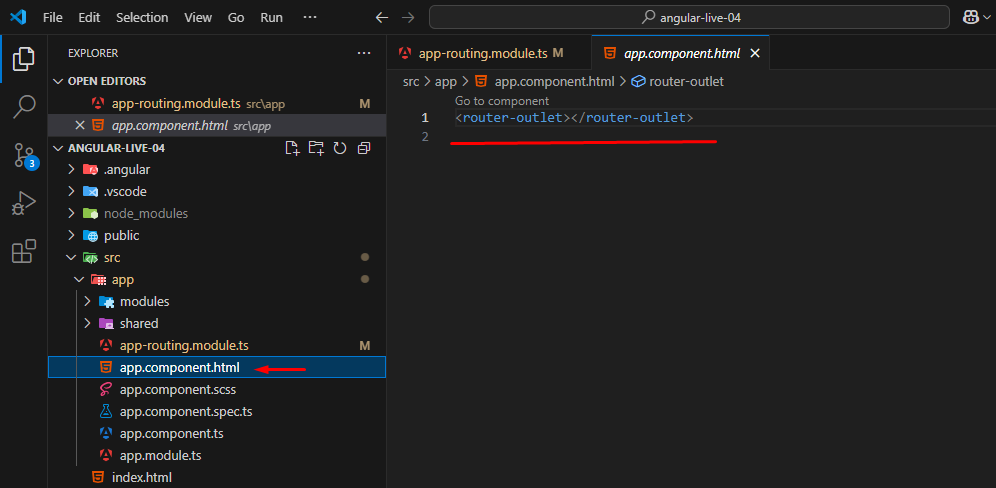 File Edit Selection View Go Run ··· angular-live-04
EXPLORER ···
OPEN EDITORS
app-routing.module.ts src\app M
app.component.html src\app
ANGULAR-LIVE-04
.angular
.vscode
node_modules
public
src
app
modules
shared
app-routing.module.ts M
app.component.html
app.component.scss
app.component.spec.ts
app.component.ts
app.module.ts
index.html
3
app-routing.module.ts M app.component.html
src > app > app.component.html > router-outlet
Go to component
1 <router-outlet></router-outlet>
2